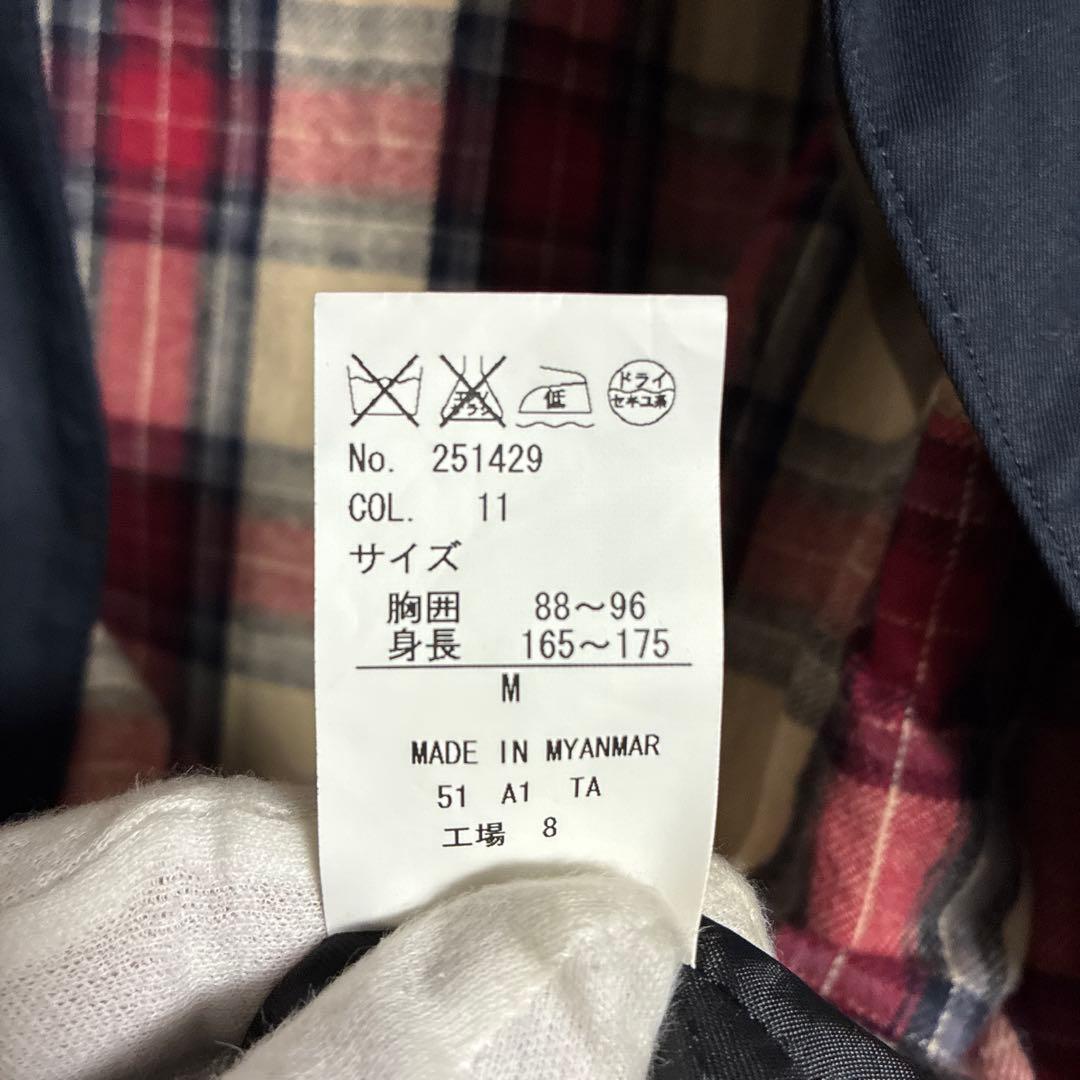 低 ドライ セキユ系
No. 251429
COL. 11
サイズ
胸囲 88～96
身長 165～175
M
MADE IN MYANMAR
51 A1 TA
工場 8